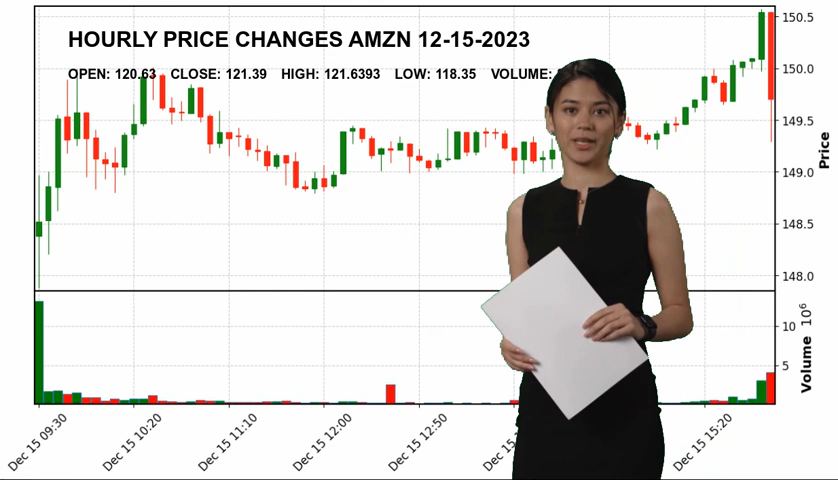 HOURLY PRICE CHANGES AMZN 12-15-2023
OPEN: 120.63 CLOSE: 121.39 HIGH: 121.6393 LOW: 118.35 VOLUME:
150.5
150.0
149.5
149.0
148.5
148.0
Price
10
5
Volume 10^6
Dec 15 09:30
Dec 15 10:20
Dec 15 11:10
Dec 15 12:00
Dec 15 12:50
Dec 15
Dec 15 15:20